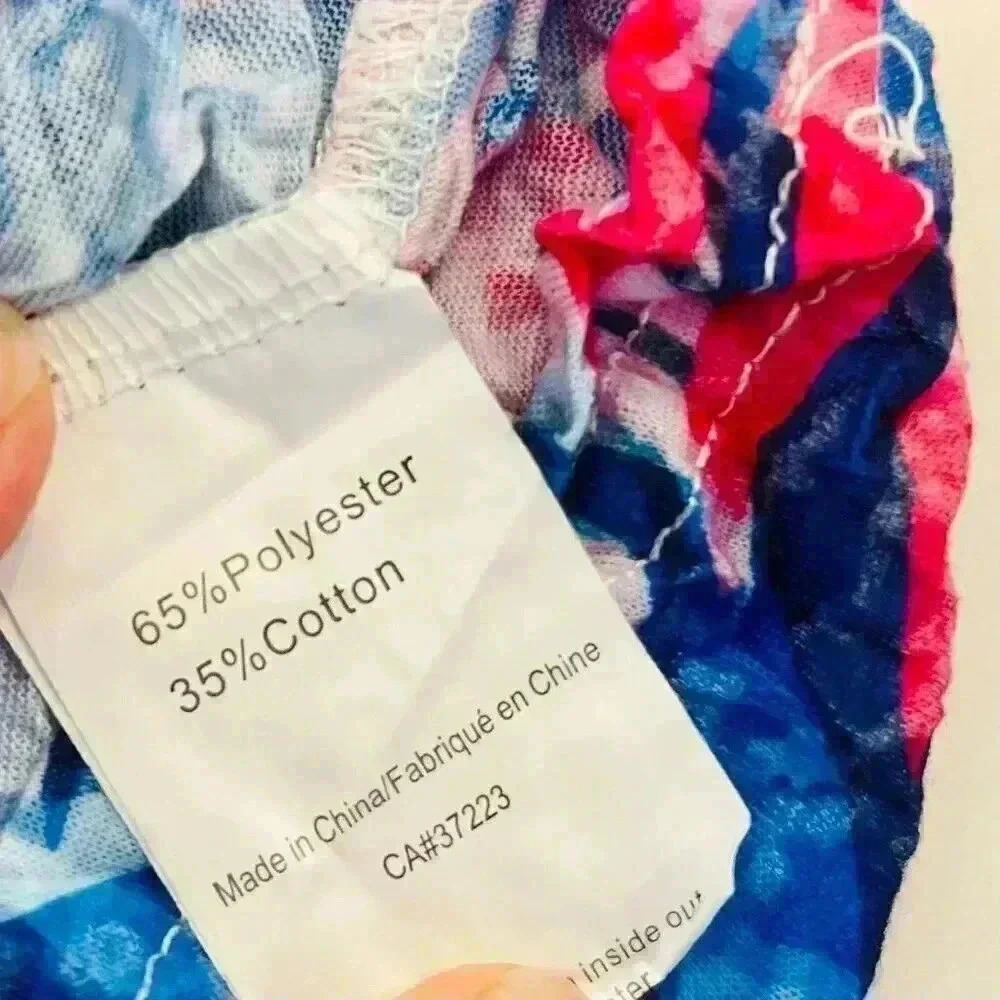 65%Polyester
35%Cotton
Made in China/Fabriqué en Chine
CA#37223
inside out